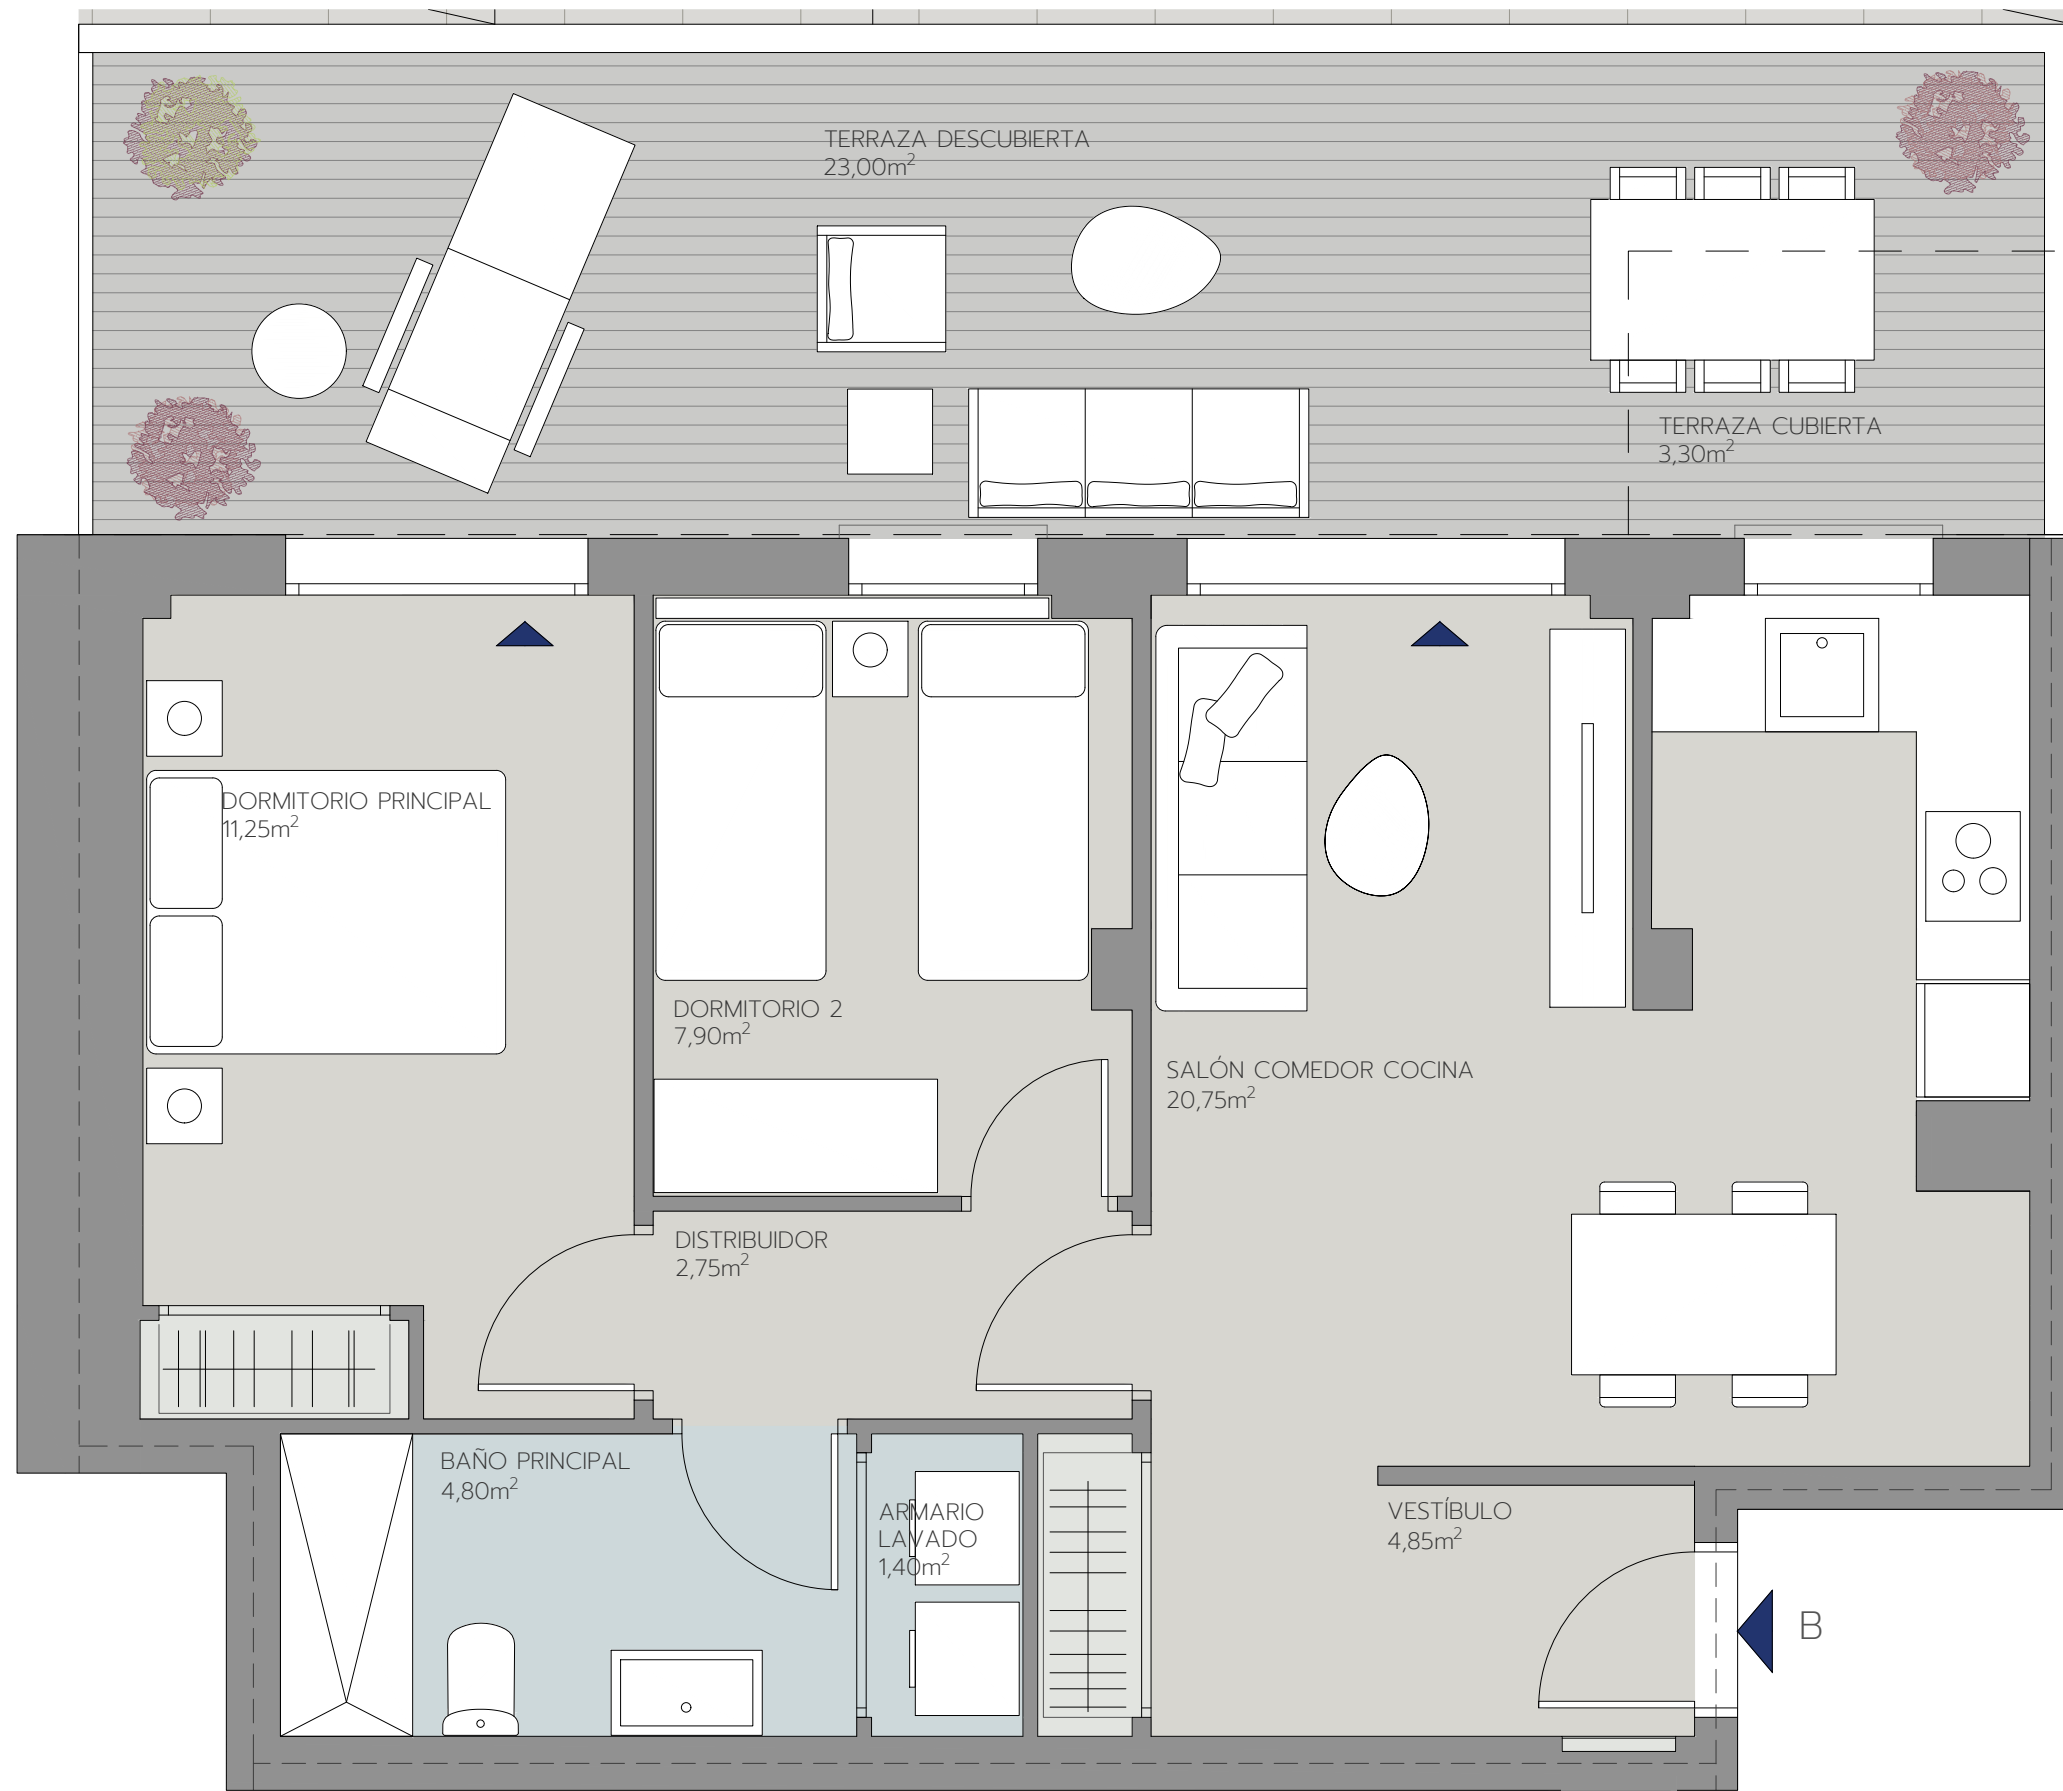 TERRAZA DESCUBIERTA
23,00m²
TERRAZA CUBIERTA
3,30m²
DORMITORIO PRINCIPAL
11,25m²
DORMITORIO 2
7,90m²
SALÓN COMEDOR COCINA
20,75m²
DISTRIBUIDOR
2,75m²
BAÑO PRINCIPAL
4,80m²
ARMARIO
LAVADO
1,40m²
VESTÍBULO
4,85m²
B